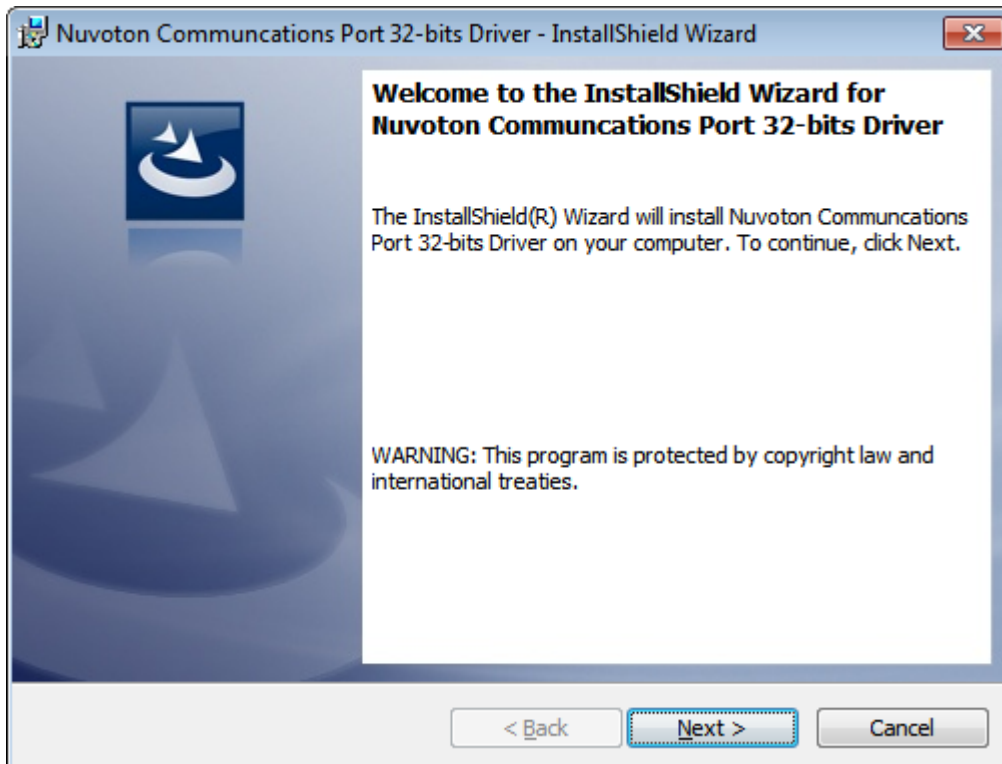 Nuvoton Communcations Port 32-bits Driver - InstallShield Wizard
Welcome to the InstallShield Wizard for
Nuvoton Communcations Port 32-bits Driver
The InstallShield(R) Wizard will install Nuvoton Communcations
Port 32-bits Driver on your computer. To continue, click Next.
WARNING: This program is protected by copyright law and
international treaties.
< Back
Next >
Cancel